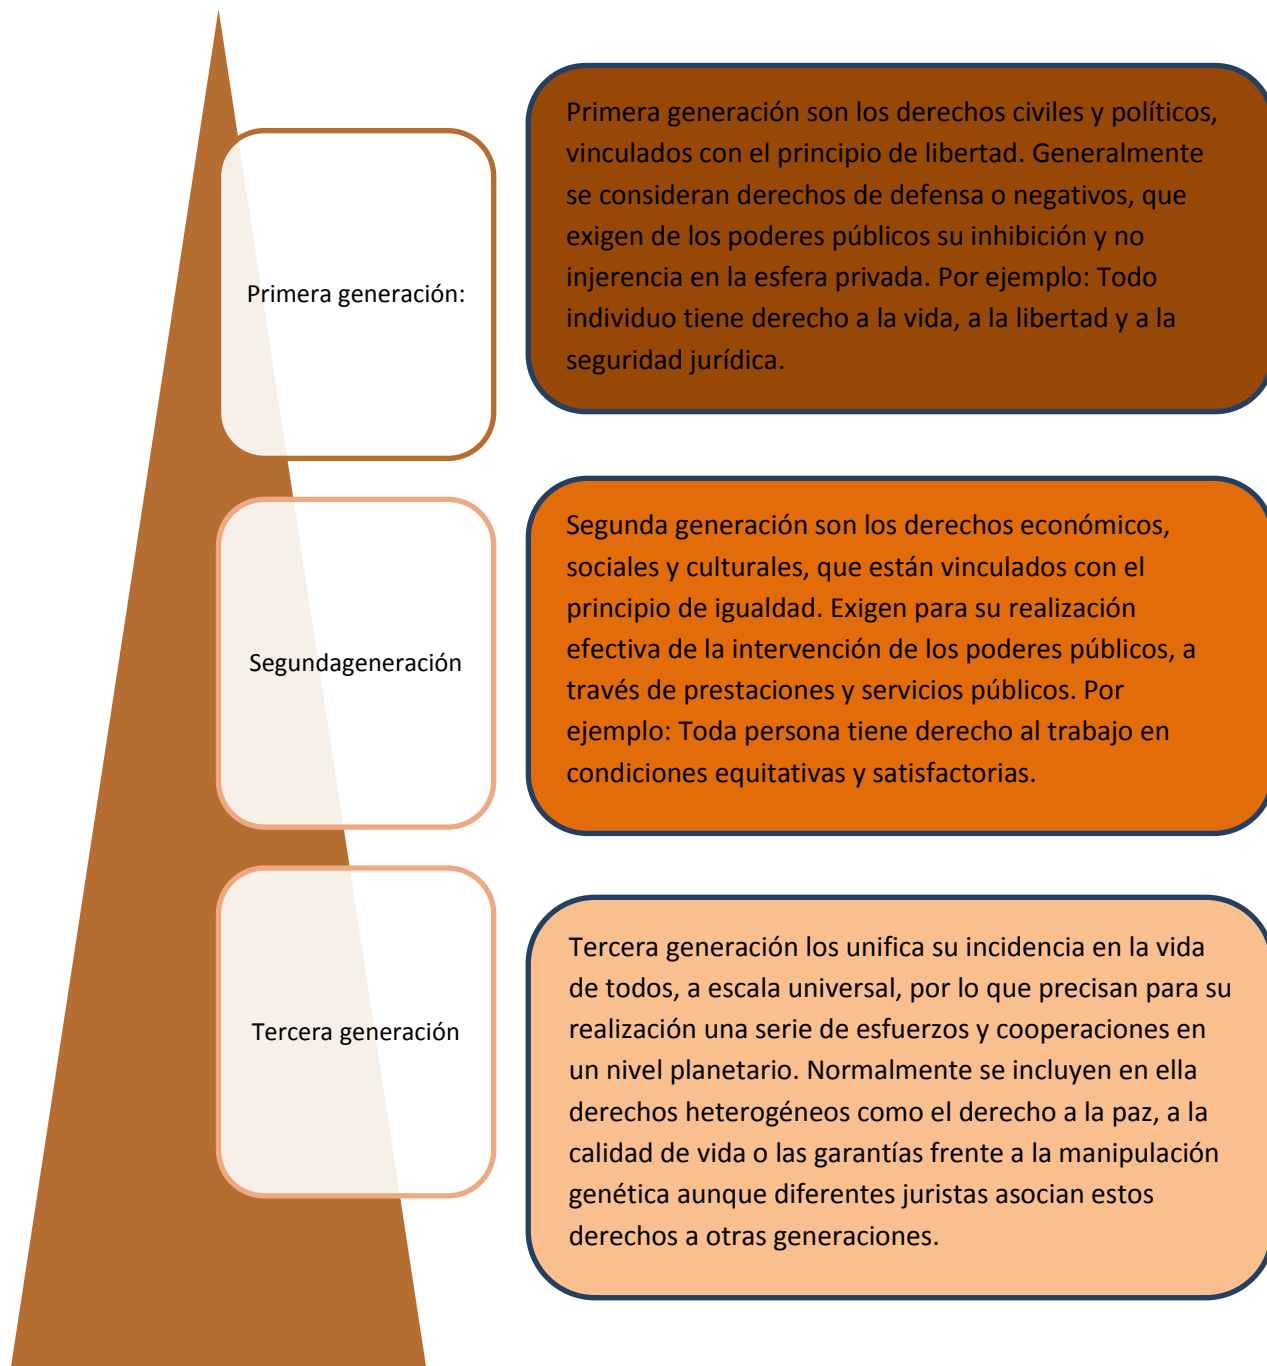 Primera generación:
Primera generación son los derechos civiles y políticos,
vinculados con el principio de libertad. Generalmente
se consideran derechos de defensa o negativos, que
exigen de los poderes públicos su inhibición y no
injerencia en la esfera privada. Por ejemplo: Todo
individuo tiene derecho a la vida, a la libertad y a la
seguridad jurídica.
Segundageneración
Segunda generación son los derechos económicos,
sociales y culturales, que están vinculados con el
principio de igualdad. Exigen para su realización
efectiva de la intervención de los poderes públicos, a
través de prestaciones y servicios públicos. Por
ejemplo: Toda persona tiene derecho al trabajo en
condiciones equitativas y satisfactorias.
Tercera generación
Tercera generación los unifica su incidencia en la vida
de todos, a escala universal, por lo que precisan para su
realización una serie de esfuerzos y cooperaciones en
un nivel planetario. Normalmente se incluyen en ella
derechos heterogéneos como el derecho a la paz, a la
calidad de vida o las garantías frente a la manipulación
genética aunque diferentes juristas asocian estos
derechos a otras generaciones.